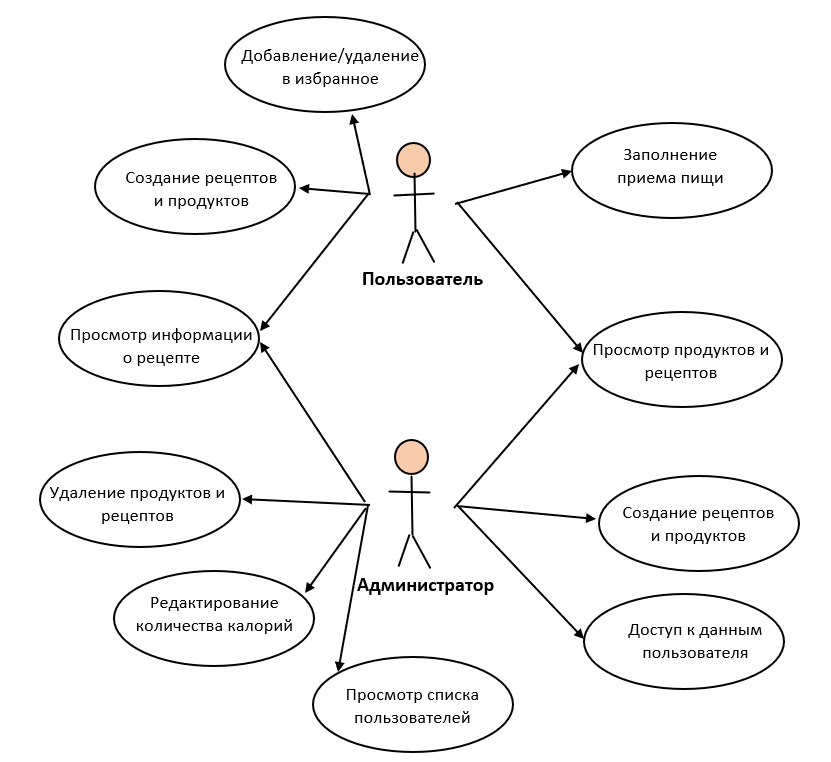 Добавление/удаление
в избранное
Заполнение
приема пищи
Создание рецептов
и продуктов
Пользователь
Просмотр информации
о рецепте
Просмотр продуктов и
рецептов
Удаление продуктов и
рецептов
Создание рецептов
и продуктов
Администратор
Редактирование
количества калорий
Доступ к данным
пользователя
Просмотр списка
пользователей